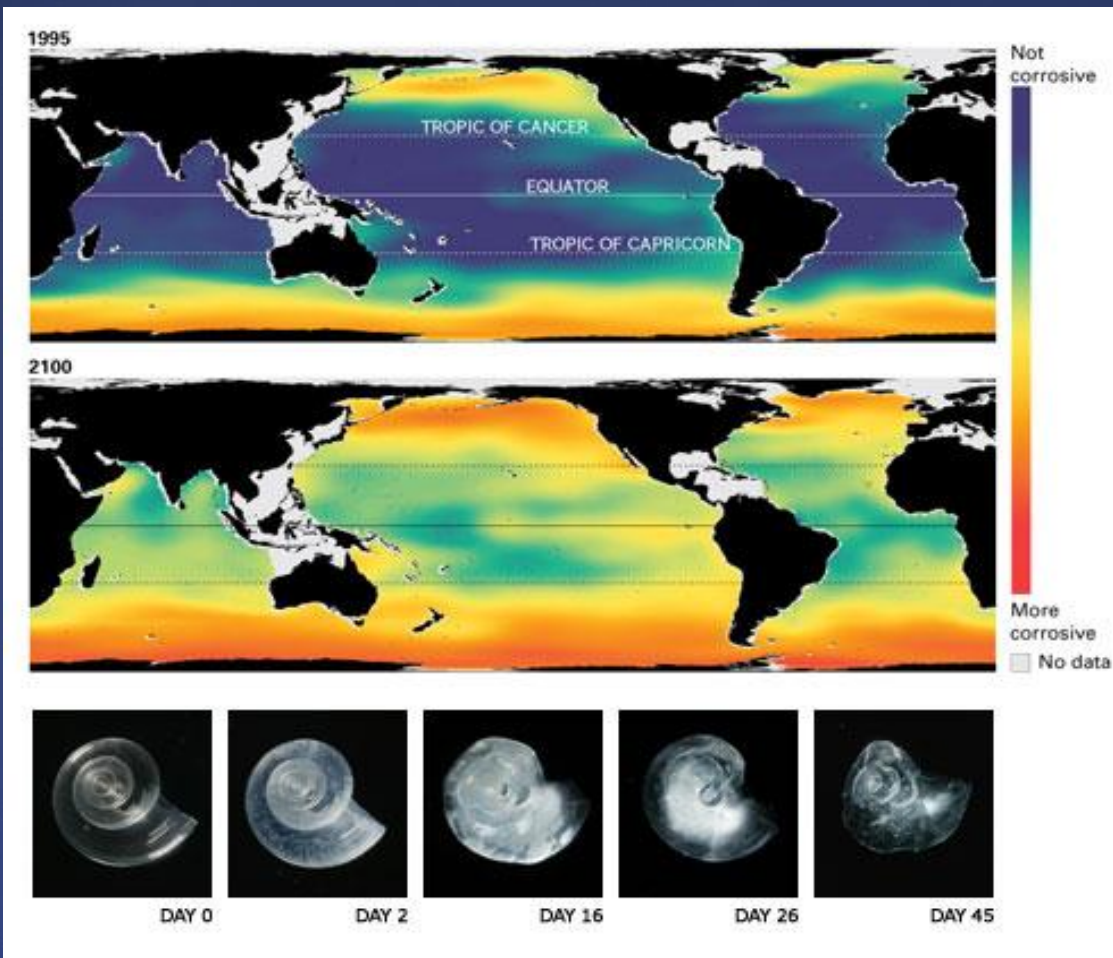 1995
Not
corrosive
TROPIC OF CANCER
EQUATOR
TROPIC OF CAPRICORN
2100
More
corrosive
No data
DAY 0
DAY 2
DAY 16
DAY 26
DAY 45